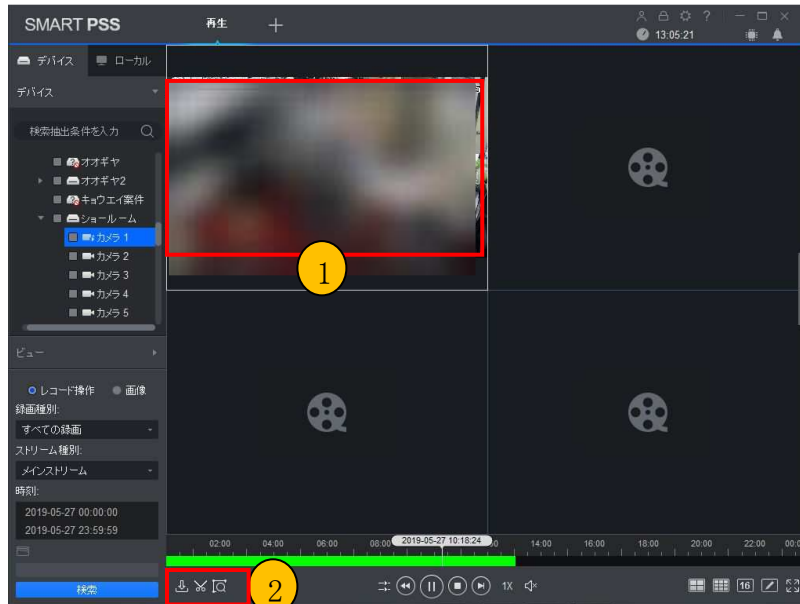 SMART PSS
再生
13:05:21
デバイス
ローカル
デバイス
検索抽出条件を入力
オオギヤ
オオギヤ2
キョウエイ案件
ショールーム
カメラ 1
カメラ 2
カメラ 3
カメラ 4
カメラ 5
1
ビュー
レコード操作
画像
録画種別:
すべての録画
ストリーム種別:
メインストリーム
時刻:
2019-05-27 00:00:00
2019-05-27 23:59:59
検索
02:00 04:00 06:00 08:00 2019-05-27 10:18:24 14:00 16:00 18:00 20:00 22:00
2
1X
16